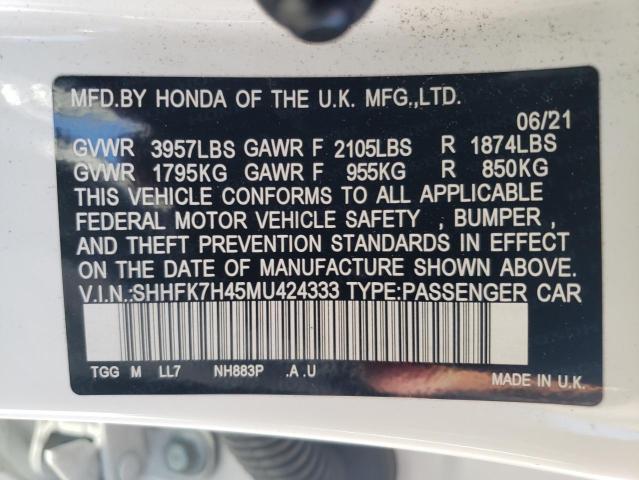 MFD.BY HONDA OF THE U.K. MFG.,LTD.
06/21
GVWR 3957LBS GAWR F 2105LBS R 1874LBS
GVWR 1795KG GAWR F 955KG R 850KG
THIS VEHICLE CONFORMS TO ALL APPLICABLE
FEDERAL MOTOR VEHICLE SAFETY , BUMPER ,
AND THEFT PREVENTION STANDARDS IN EFFECT
ON THE DATE OF MANUFACTURE SHOWN ABOVE.
V.I.N.:SHHFK7H45MU424333 TYPE:PASSENGER CAR
TGG M LL7 NH883P .A .U
MADE IN U.K.